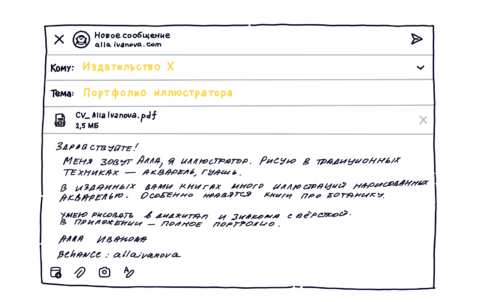 Новое сообщение
alla ivanova.com
Кому: Издательство X
Тема: Портфолио иллюстратора
CV_AllaIvanova.pdf
2,5 МБ
Здравствуйте!
Меня зовут Алла, я иллюстратор. Рисую в традиционных
техниках — акварель, гуашь.
В изданных вами книгах много иллюстраций нарисованных
акварелью. Особенно нравятся книги про ботанику.
Умею рисовать в диджитал и знакома с вёрсткой.
В приложении — полное портфолио.
Алла Иванова
Behance: allaivanova